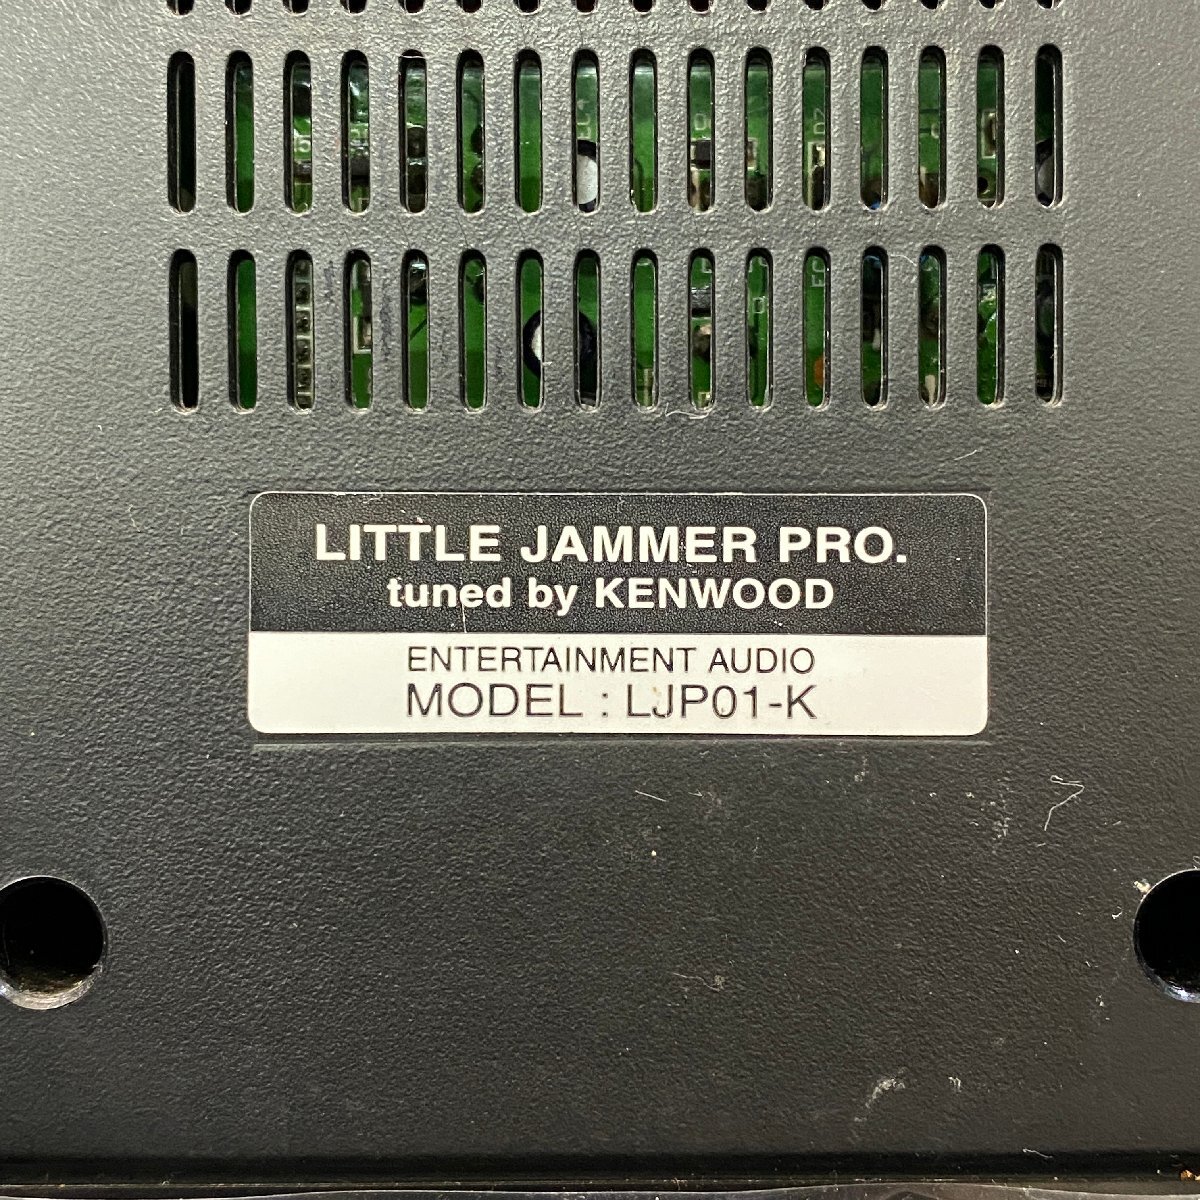 LITTLE JAMMER PRO.
tuned by KENWOOD
ENTERTAINMENT AUDIO
MODEL : LJP01-K